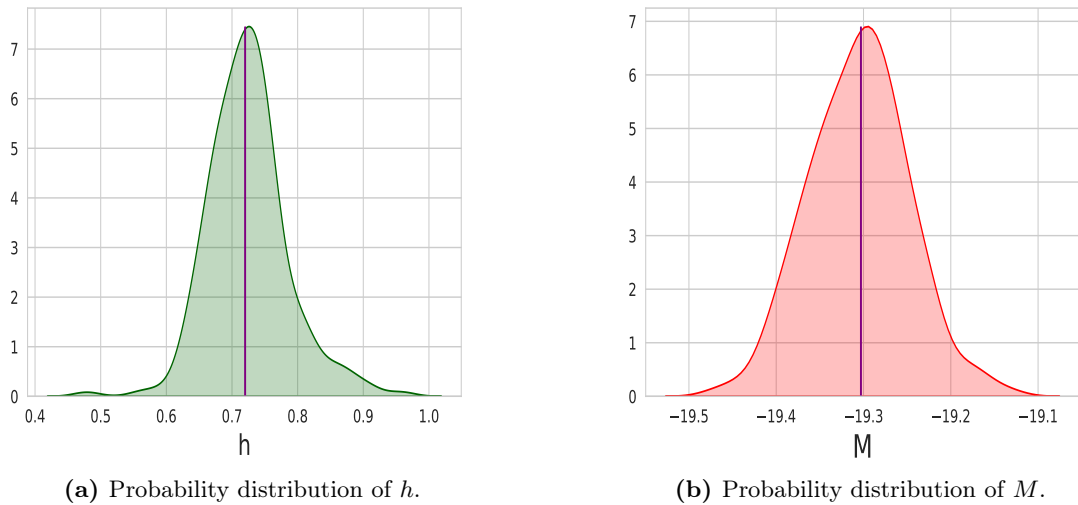 7
6
5
4
3
2
1
0
0.4 0.5 0.6 0.7 0.8 0.9 1.0
h
(a) Probability distribution of h.
7
6
5
4
3
2
1
0
−19.5 −19.4 −19.3 −19.2 −19.1
M
(b) Probability distribution of M.